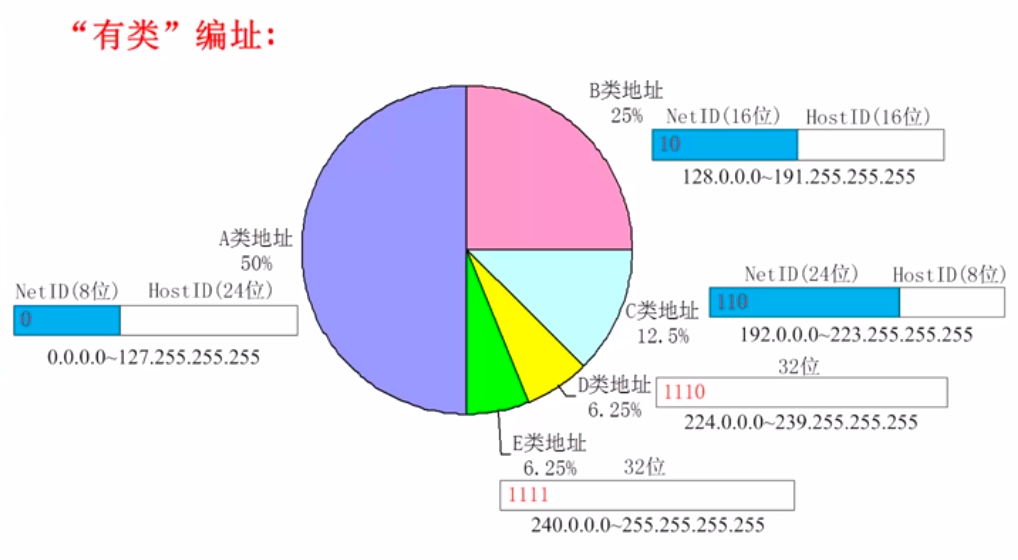 “有类”编址：
B类地址
25%
NetID(16位) HostID(16位)
10
128.0.0.0~191.255.255.255
A类地址
50%
NetID(8位) HostID(24位)
0
0.0.0.0~127.255.255.255
NetID(24位) HostID(8位)
110
C类地址
12.5%
192.0.0.0~223.255.255.255
32位
D类地址
6.25%
1110
224.0.0.0~239.255.255.255
E类地址
6.25%
32位
1111
240.0.0.0~255.255.255.255